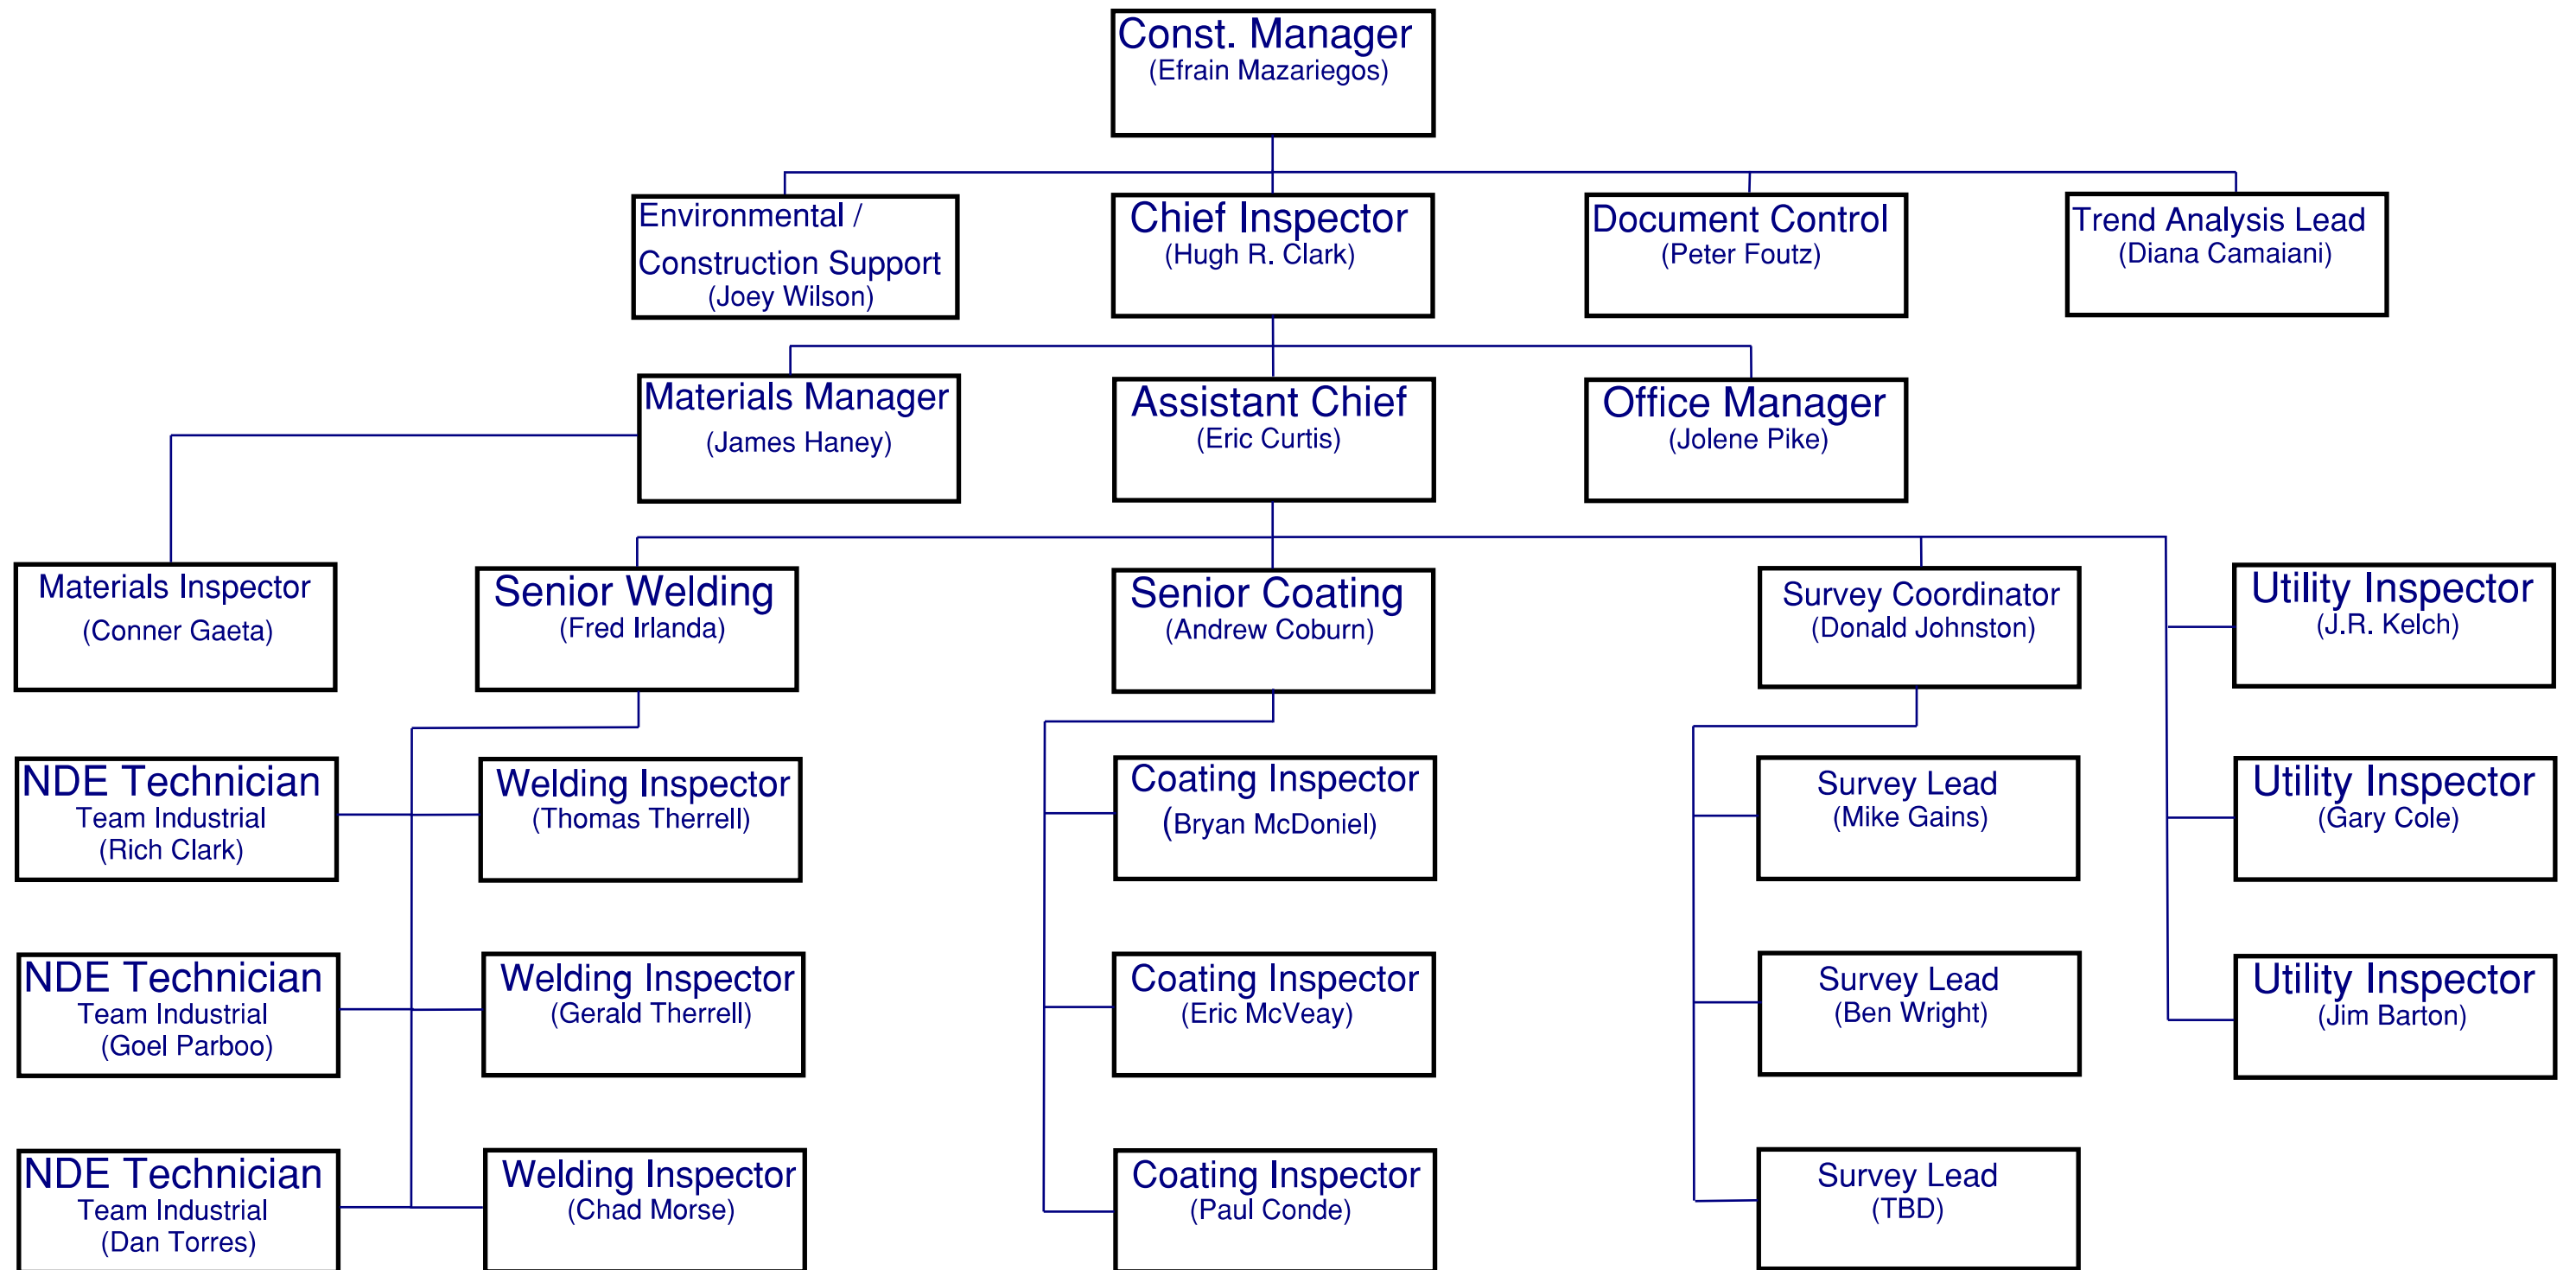 Const. Manager
(Efrain Mazariegos)
Environmental /
Construction Support
(Joey Wilson)
Chief Inspector
(Hugh R. Clark)
Document Control
(Peter Foutz)
Trend Analysis Lead
(Diana Camaiani)
Materials Manager
(James Haney)
Assistant Chief
(Eric Curtis)
Office Manager
(Jolene Pike)
Materials Inspector
(Conner Gaeta)
Senior Welding
(Fred Irlanda)
Senior Coating
(Andrew Coburn)
Survey Coordinator
(Donald Johnston)
Utility Inspector
(J.R. Kelch)
NDE Technician
Team Industrial
(Rich Clark)
Welding Inspector
(Thomas Therrell)
Coating Inspector
(Bryan McDoniel)
Survey Lead
(Mike Gains)
Utility Inspector
(Gary Cole)
NDE Technician
Team Industrial
(Goel Parboo)
Welding Inspector
(Gerald Therrell)
Coating Inspector
(Eric McVeay)
Survey Lead
(Ben Wright)
Utility Inspector
(Jim Barton)
NDE Technician
Team Industrial
(Dan Torres)
Welding Inspector
(Chad Morse)
Coating Inspector
(Paul Conde)
Survey Lead
(TBD)